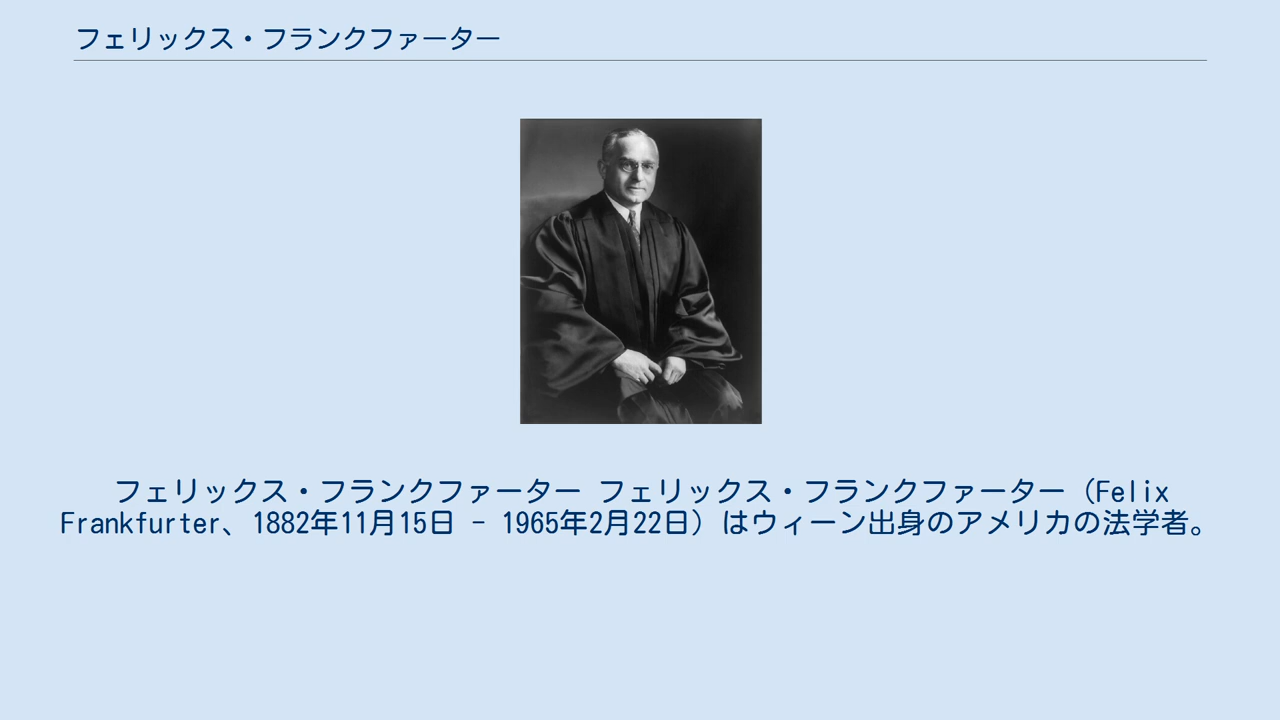 フェリックス・フランクファーター
フェリックス・フランクファーター フェリックス・フランクファーター（Felix
Frankfurter、1882年11月15日 - 1965年2月22日）はウィーン出身のアメリカの法学者。